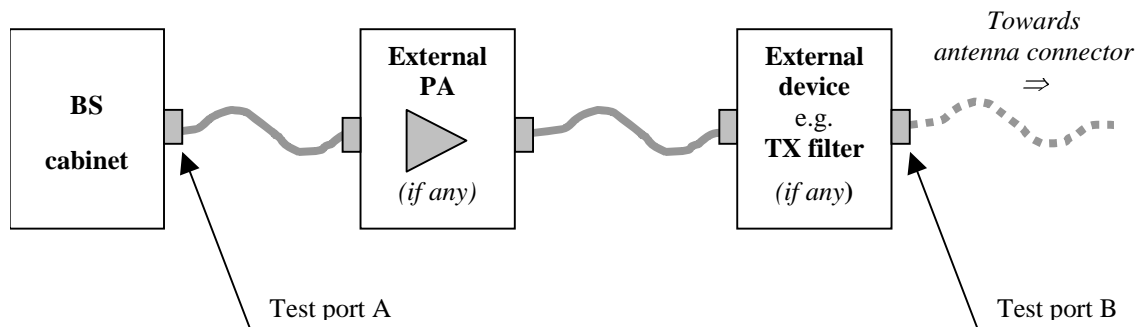 BS
cabinet
External
PA
(if any)
External
device
e.g.
TX filter
(if any)
Towards
antenna connector
⇒
Test port A
Test port B